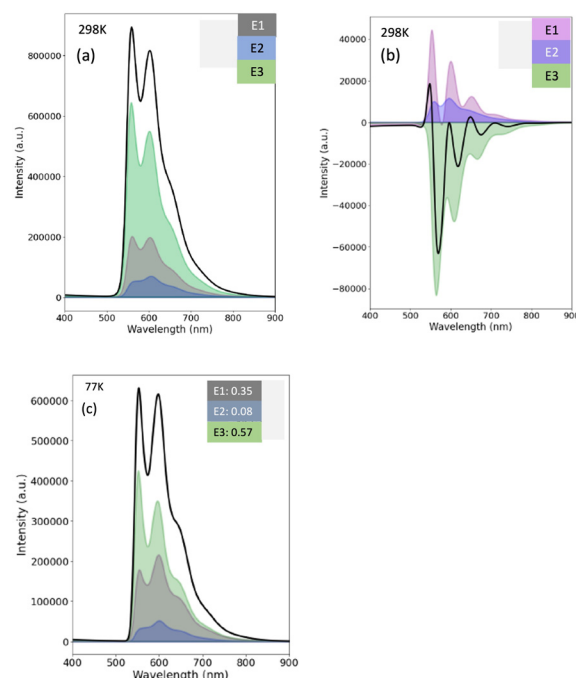 298K
(a)
E1
E2
E3
Intensity (a.u.)
800000
600000
400000
200000
0
400 500 600 700 800 900
Wavelength (nm)
298K
(b)
E1
E2
E3
Intensity (a.u.)
40000
20000
0
−20000
−40000
−60000
−80000
400 500 600 700 800 900
Wavelength (nm)
77K
(c)
E1: 0.35
E2: 0.08
E3: 0.57
Intensity (a.u.)
600000
500000
400000
300000
200000
100000
0
400 500 600 700 800 900
Wavelength (nm)